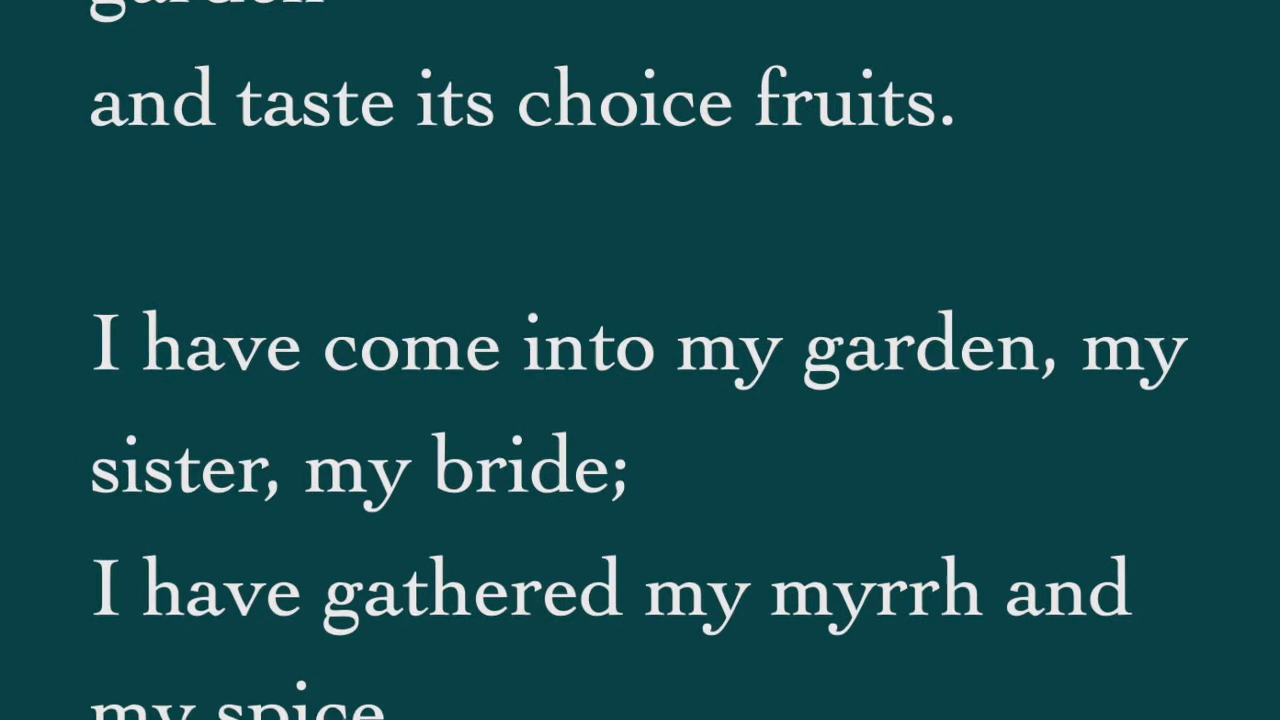 garden
and taste its choice fruits.
I have come into my garden, my
sister, my bride;
I have gathered my myrrh and
my spice